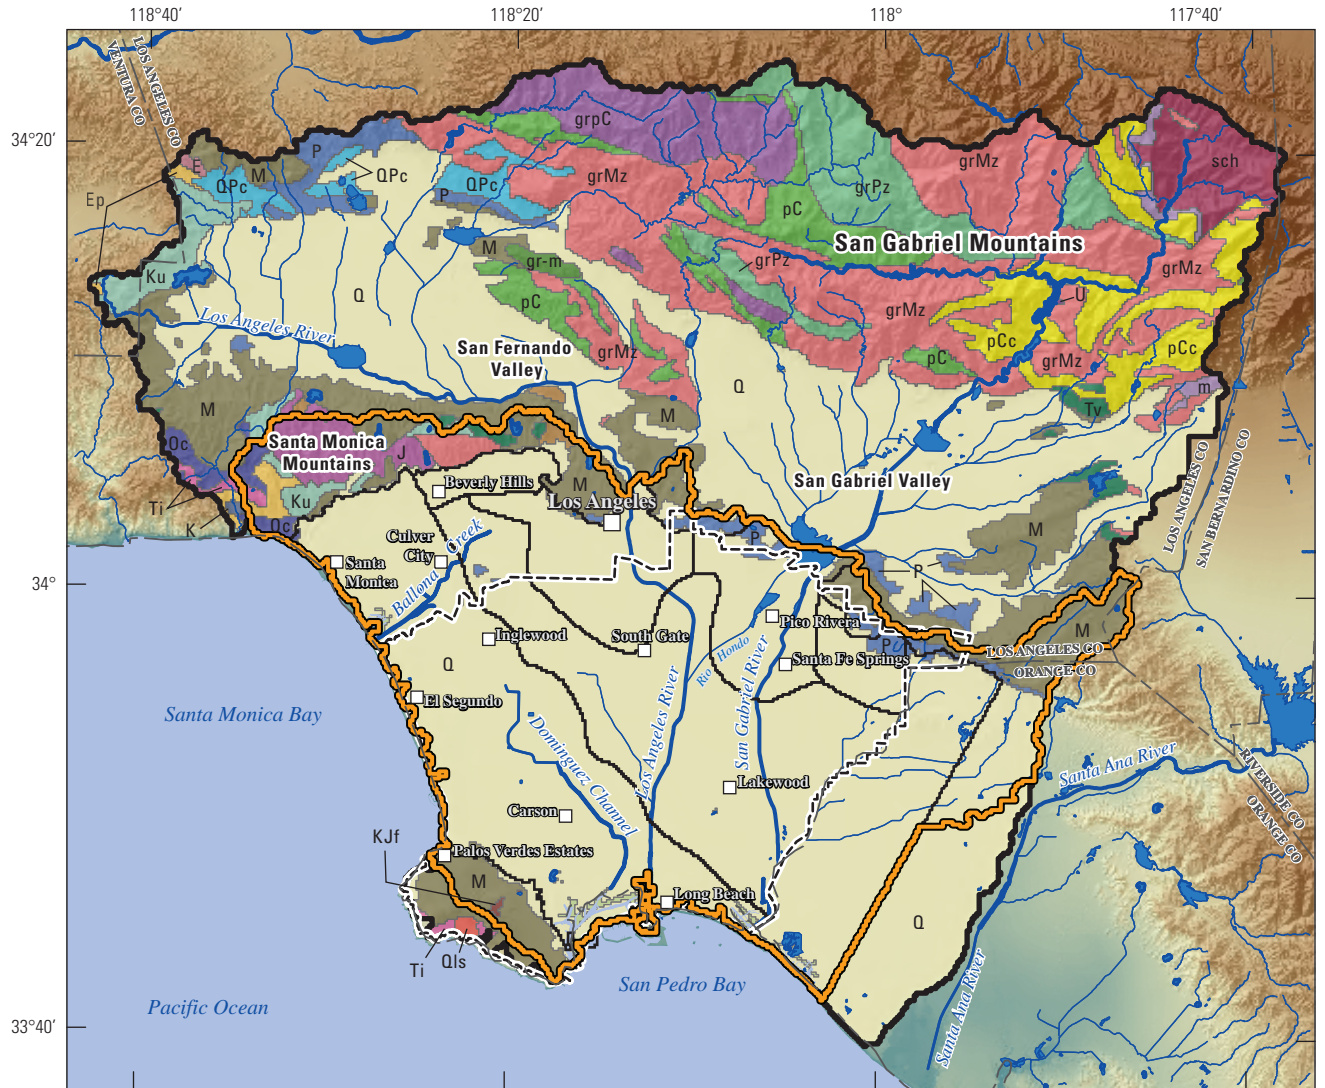 118°40′
118°20′
118°
117°40′
34°20′
34°
33°40′
VENTURA CO
LOS ANGELES CO
grpC
E
M
P
QPc
QPc
QPc
P
grMz
grPz
grMz
sch
pC
Ep
San Gabriel Mountains
M
gr-m
grPz
Ku
Q
pC
grMz
U
grMz
Los Angeles River
San Fernando
Valley
grMz
pCc
pC
grMz
pCc
Q
m
M
M
Tv
Oc
Santa Monica
Mountains
J
San Gabriel Valley
LOS ANGELES CO
SAN BERNARDINO CO
Beverly Hills
M
Ti
Ku
Los Angeles
K
Oc
Culver
City
P
M
Santa
Monica
Ballona Creek
P
Pico Rivera
Inglewood
South Gate
M
P
Rio Hondo
Santa Fe Springs
LOS ANGELES CO
ORANGE CO
Q
El Segundo
Santa Monica Bay
Dominguez Channel
Los Angeles River
San Gabriel River
Santa Ana River
RIVERSIDE CO
ORANGE CO
Lakewood
Carson
KJf
Palos Verdes Estates
M
Long Beach
Q
Ti
Qls
San Pedro Bay
Pacific Ocean
Santa Ana River